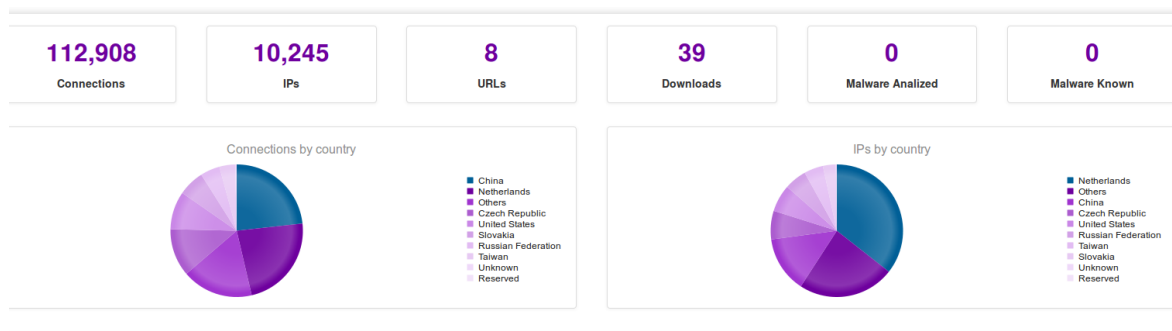 112,908
Connections
10,245
IPs
8
URLs
39
Downloads
0
Malware Analized
0
Malware Known
Connections by country
China
Netherlands
Others
Czech Republic
United States
Slovakia
Russian Federation
Taiwan
Unknown
Reserved
IPs by country
Netherlands
Others
China
Czech Republic
United States
Russian Federation
Taiwan
Slovakia
Unknown
Reserved